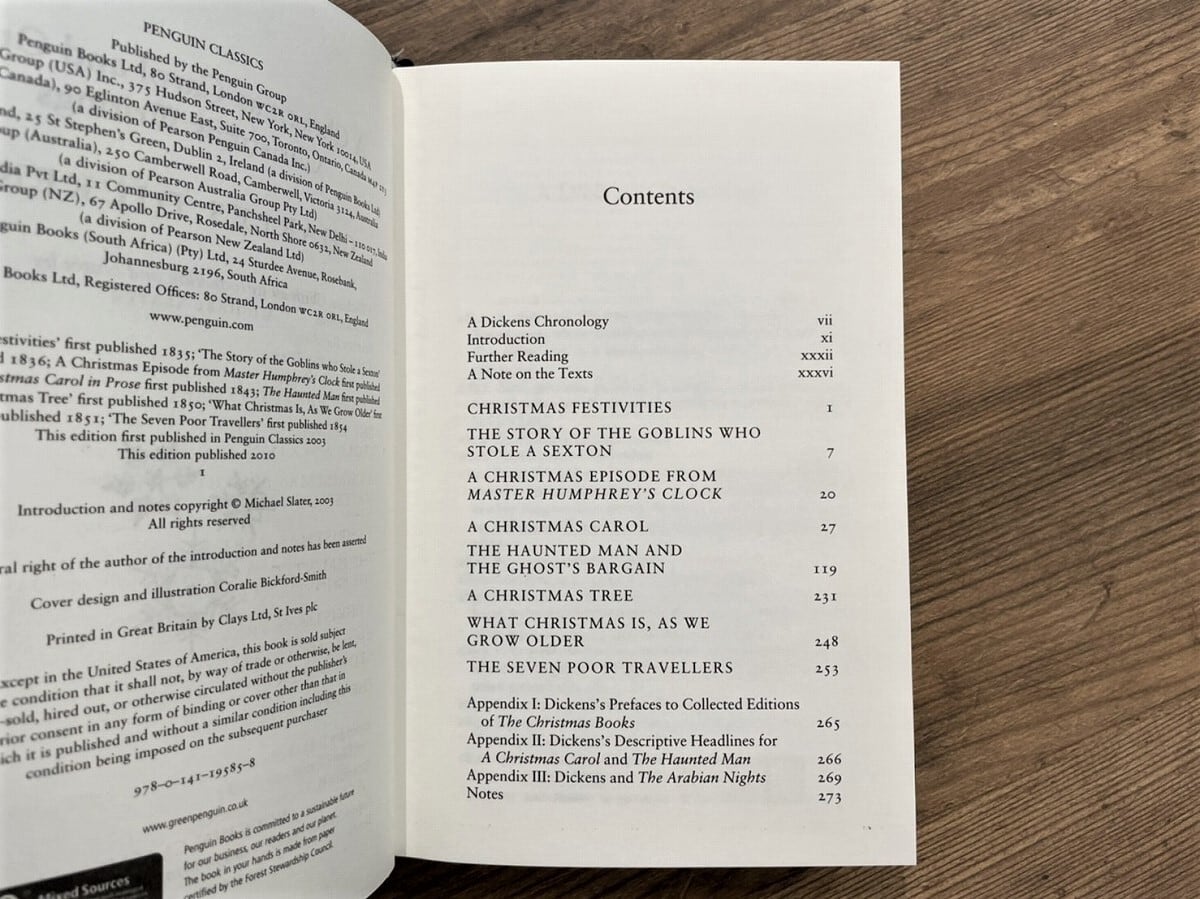 PENGUIN CLASSICS
Published by the Penguin Group
Penguin Books Ltd, 80 Strand, London WC2R 0RL, England
Group (USA) Inc., 375 Hudson Street, New York, New York 10014, USA
Canada), 90 Eglinton Avenue East, Suite 700, Toronto, Ontario, Canada M4P 2Y3
(a division of Pearson Penguin Canada Inc.)
25 St Stephen's Green, Dublin 2, Ireland (a division of Penguin Books Ltd)
(Australia), 250 Camberwell Road, Camberwell, Victoria 3124, Australia
(a division of Pearson Australia Group Pty Ltd)
Pvt Ltd, 11 Community Centre, Panchsheel Park, New Delhi – 110 017, India
Group (NZ), 67 Apollo Drive, Rosedale, North Shore 0632, New Zealand
(a division of Pearson New Zealand Ltd)
Books (South Africa) (Pty) Ltd, 24 Sturdee Avenue, Rosebank,
Johannesburg 2196, South Africa
Books Ltd, Registered Offices: 80 Strand, London WC2R 0RL, England
www.penguin.com
first published 1835; 'The Story of the Goblins who Stole a Sexton'
1836; A Christmas Episode from Master Humphrey's Clock first published
Carol in Prose first published 1843; The Haunted Man first published
Tree' first published 1850; 'What Christmas Is, As We Grow Older' first
published 1851; 'The Seven Poor Travellers' first published 1854
This edition first published in Penguin Classics 2003
This edition published 2010
1
Introduction and notes copyright © Michael Slater, 2003
All rights reserved
right of the author of the introduction and notes has been asserted
Cover design and illustration Coralie Bickford-Smith
Printed in Great Britain by Clays Ltd, St Ives plc
in the United States of America, this book is sold subject
condition that it shall not, by way of trade or otherwise, be lent,
hired out, or otherwise circulated without the publisher's
consent in any form of binding or cover other than that in
it is published and without a similar condition including this
condition being imposed on the subsequent purchaser
978-0-141-19585-8
www.greenpenguin.co.uk
Penguin Books is committed to a sustainable future
for our business, our readers and our planet.
The book in your hands is made from paper
certified by the Forest Stewardship Council.
Mixed Sources
Contents
A Dickens Chronology vii
Introduction xi
Further Reading xxxii
A Note on the Texts xxxvi
CHRISTMAS FESTIVITIES 1
THE STORY OF THE GOBLINS WHO
STOLE A SEXTON 7
A CHRISTMAS EPISODE FROM
MASTER HUMPHREY'S CLOCK 20
A CHRISTMAS CAROL 27
THE HAUNTED MAN AND
THE GHOST'S BARGAIN 119
A CHRISTMAS TREE 231
WHAT CHRISTMAS IS, AS WE
GROW OLDER 248
THE SEVEN POOR TRAVELLERS 253
Appendix I: Dickens's Prefaces to Collected Editions
of The Christmas Books 265
Appendix II: Dickens's Descriptive Headlines for
A Christmas Carol and The Haunted Man 266
Appendix III: Dickens and The Arabian Nights 269
Notes 273